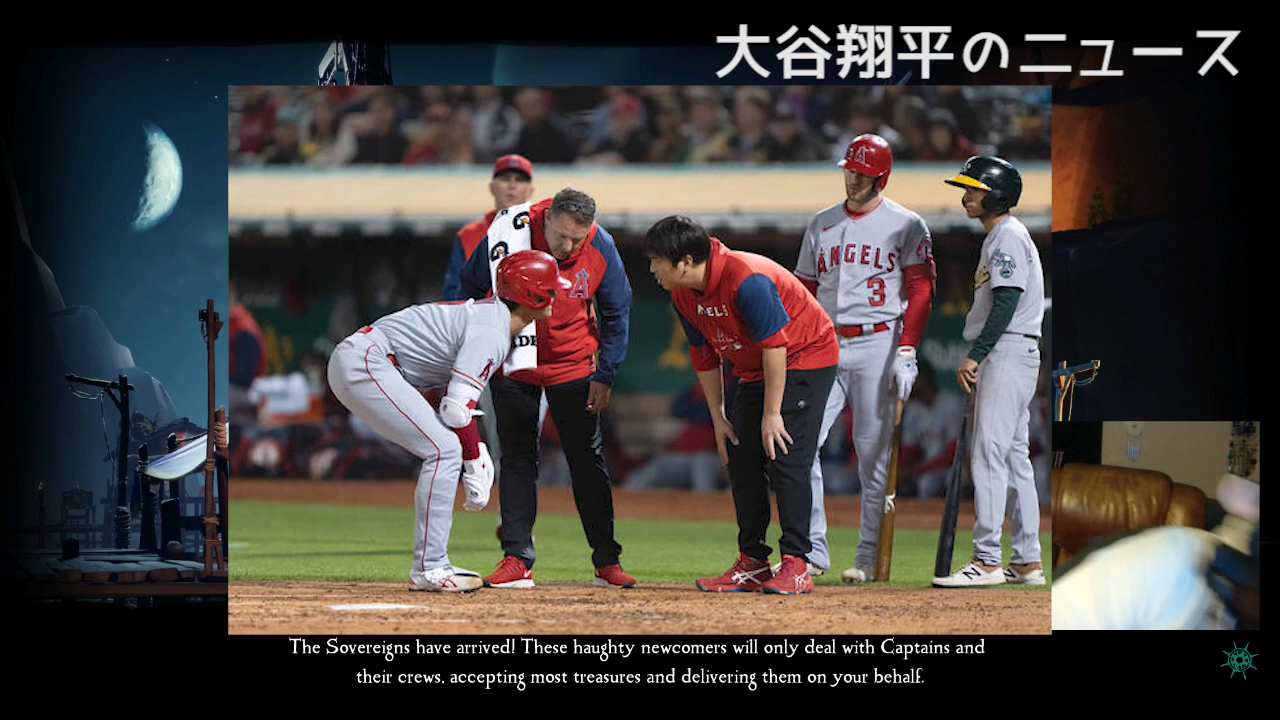 大谷翔平のニュース
ANGELS
3
The Sovereigns have arrived! These haughty newcomers will only deal with Captains and
their crews, accepting most treasures and delivering them on your behalf.